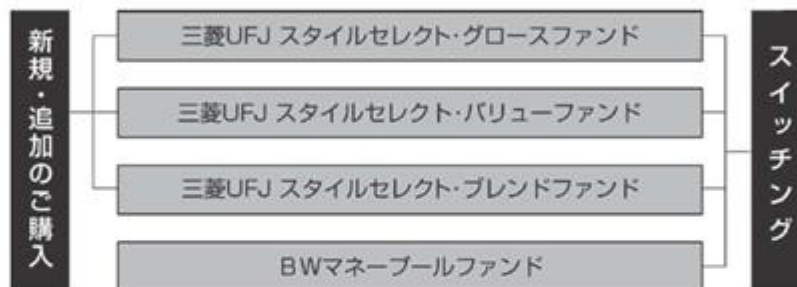 新規・追加のご購入
三菱UFJ スタイルセレクト・グロースファンド
三菱UFJ スタイルセレクト・バリューファンド
三菱UFJ スタイルセレクト・ブレンドファンド
BWマネープールファンド
スイッチング